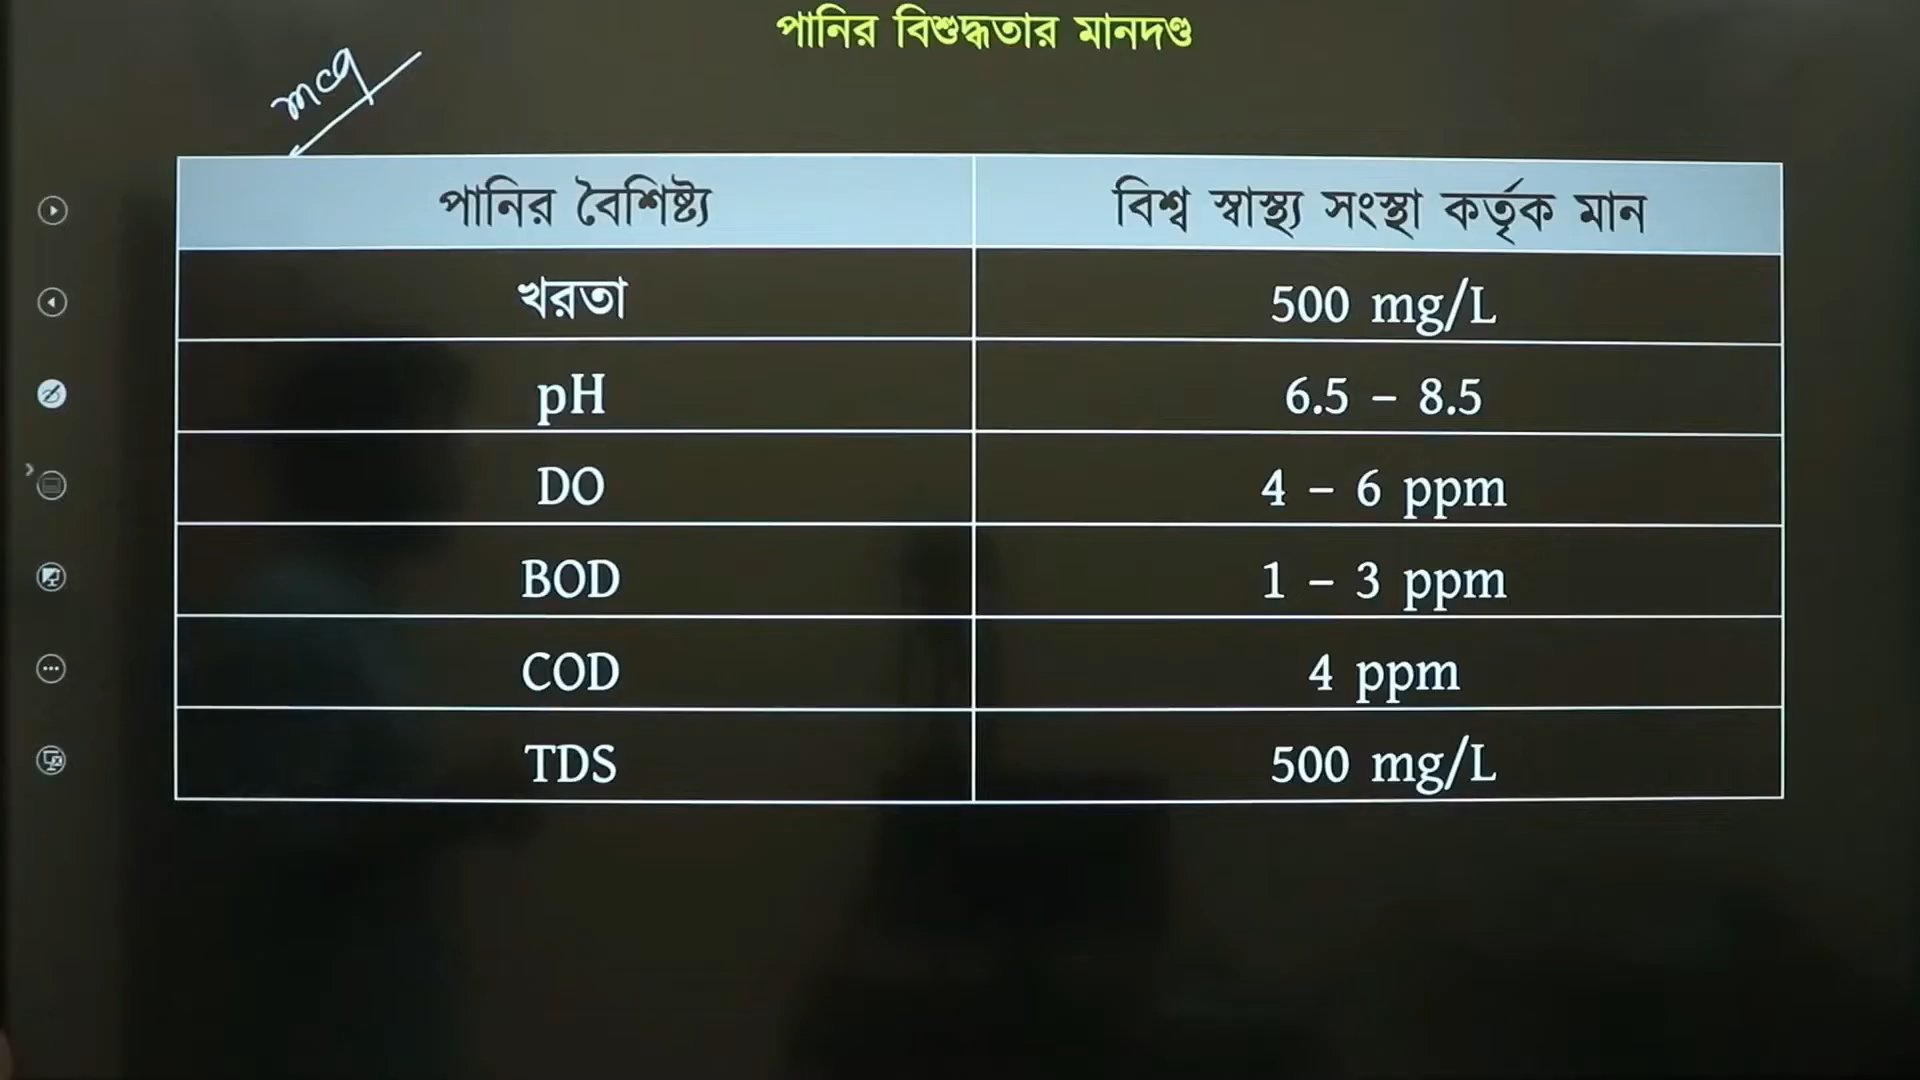 পানির বিশুদ্ধতার মানদণ্ড
mcq
পানির বৈশিষ্ট্য বিশ্ব স্বাস্থ্য সংস্থা কর্তৃক মান
খরতা 500 mg/L
pH 6.5 – 8.5
DO 4 – 6 ppm
BOD 1 – 3 ppm
COD 4 ppm
TDS 500 mg/L